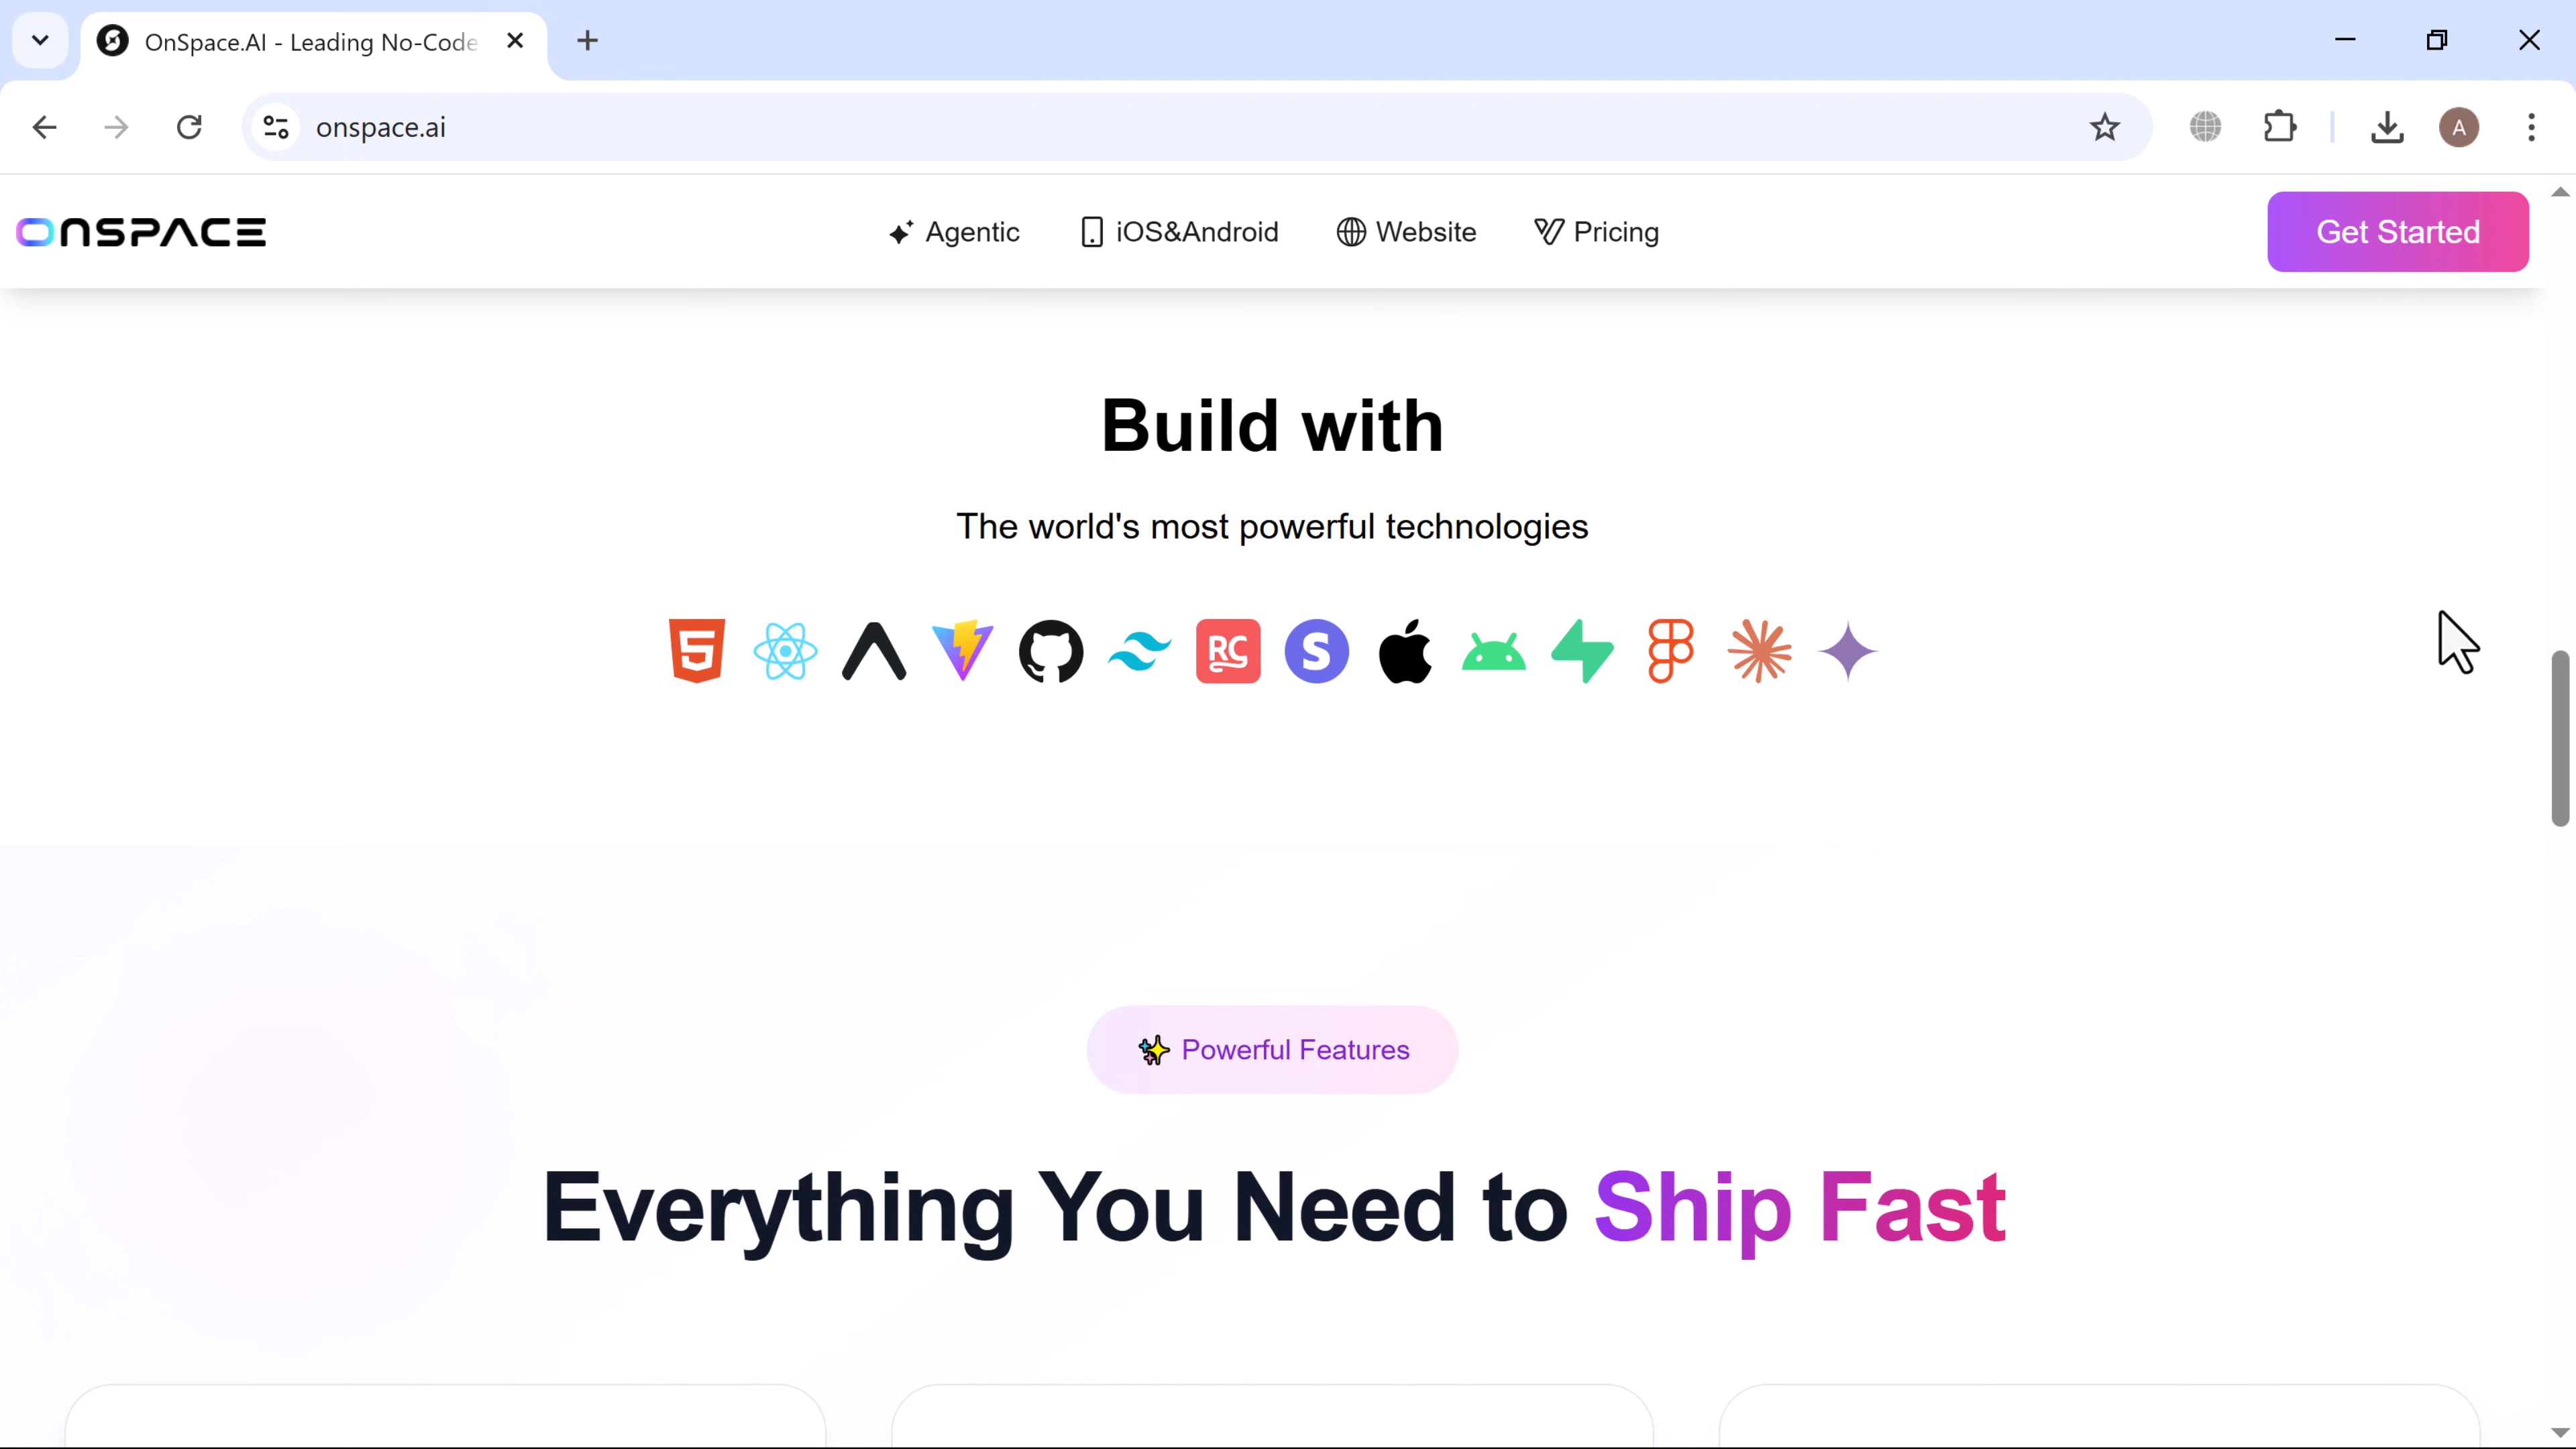 OnSpace.AI - Leading No-Code
onspace.ai
A
ONSPACE
Agentic
iOS&Android
Website
Pricing
Get Started
Build with
The world's most powerful technologies
5
RC
S
Powerful Features
Everything You Need to Ship Fast